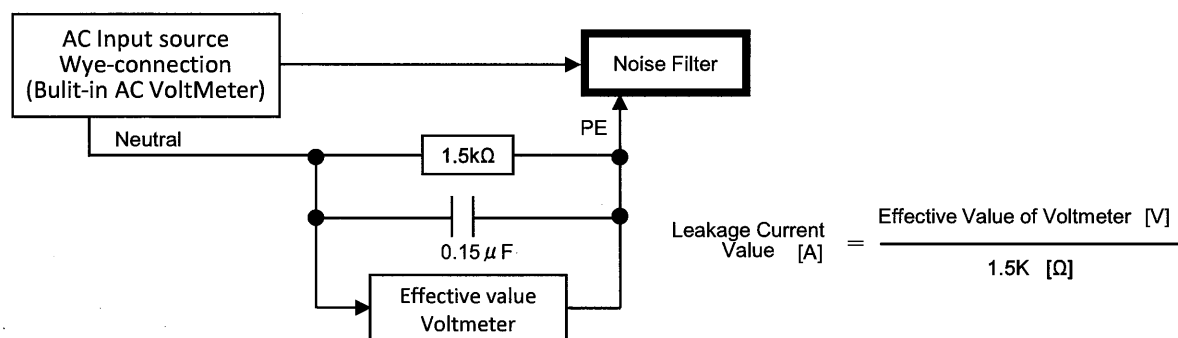 AC Input source
Wye-connection
(Bulit-in AC VoltMeter)
Noise Filter
Neutral
PE
1.5kΩ
0.15 μ F
Effective value
Voltmeter
Leakage Current
Value [A]
=
Effective Value of Voltmeter [V]
1.5K [Ω]